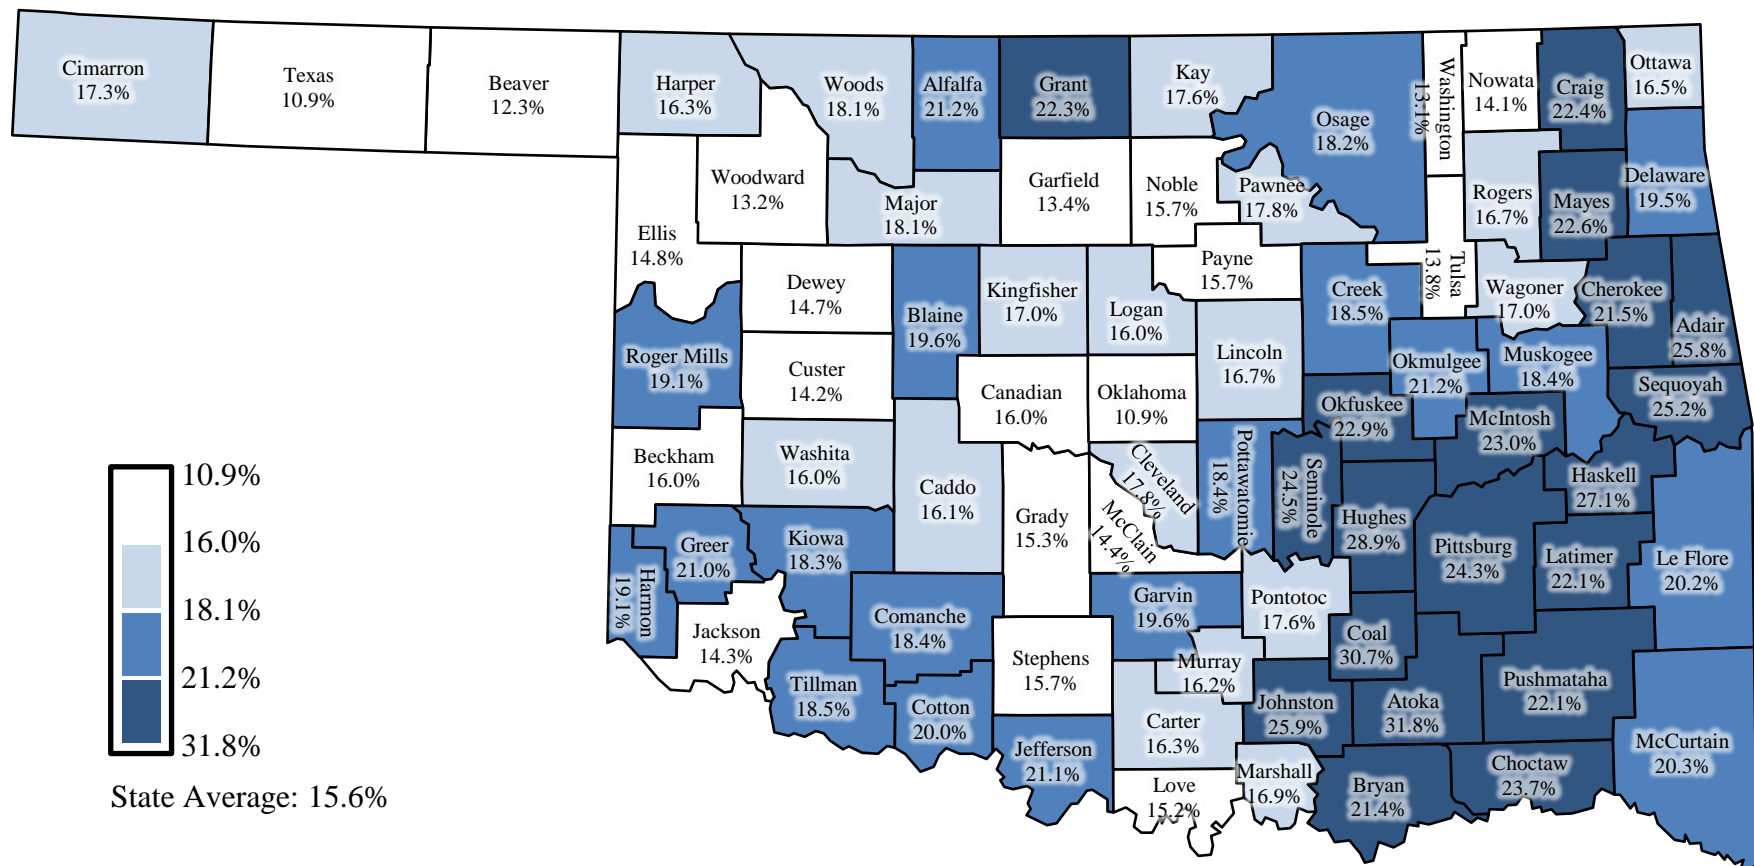 Cimarron
17.3%
Texas
10.9%
Beaver
12.3%
Harper
16.3%
Woods
18.1%
Alfalfa
21.2%
Grant
22.3%
Kay
17.6%
Osage
18.2%
Washington
13.1%
Nowata
14.1%
Craig
22.4%
Ottawa
16.5%
Woodward
13.2%
Major
18.1%
Garfield
13.4%
Noble
15.7%
Pawnee
17.8%
Rogers
16.7%
Mayes
22.6%
Delaware
19.5%
Ellis
14.8%
Dewey
14.7%
Blaine
19.6%
Kingfisher
17.0%
Logan
16.0%
Payne
15.7%
Creek
18.5%
Tulsa
13.8%
Wagoner
17.0%
Cherokee
21.5%
Adair
25.8%
Roger Mills
19.1%
Custer
14.2%
Canadian
16.0%
Oklahoma
10.9%
Lincoln
16.7%
Okmulgee
21.2%
Muskogee
18.4%
Sequoyah
25.2%
Okfuskee
22.9%
McIntosh
23.0%
Beckham
16.0%
Washita
16.0%
Caddo
16.1%
Grady
15.3%
Cleveland
17.8%
McClain
14.4%
Pottawatomie
18.4%
Seminole
24.5%
Hughes
28.9%
Haskell
27.1%
Pittsburg
24.3%
Latimer
22.1%
Le Flore
20.2%
Harmon
19.1%
Greer
21.0%
Kiowa
18.3%
Jackson
14.3%
Comanche
18.4%
Garvin
19.6%
Pontotoc
17.6%
Coal
30.7%
Stephens
15.7%
Murray
16.2%
Tillman
18.5%
Cotton
20.0%
Jefferson
21.1%
Carter
16.3%
Johnston
25.9%
Atoka
31.8%
Pushmataha
22.1%
McCurtain
20.3%
Love
15.2%
Marshall
16.9%
Bryan
21.4%
Choctaw
23.7%
10.9%
16.0%
18.1%
21.2%
31.8%
State Average: 15.6%